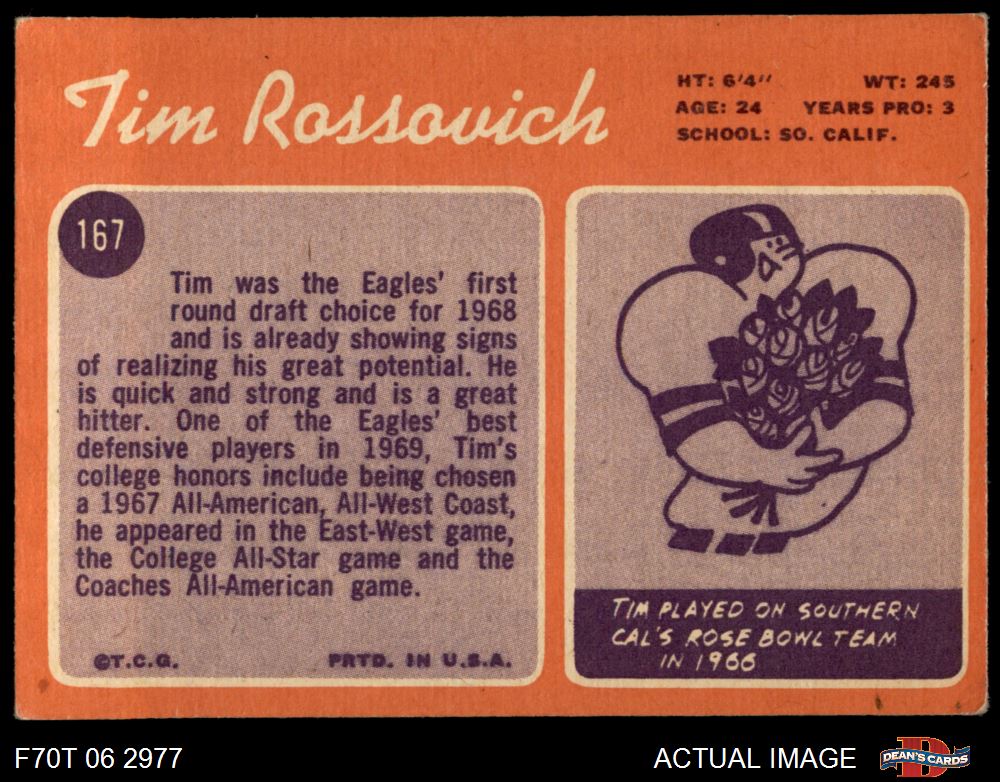 Tim Rossovich
HT: 6'4" WT: 245
AGE: 24 YEARS PRO: 3
SCHOOL: SO. CALIF.
167
Tim was the Eagles' first
round draft choice for 1968
and is already showing signs
of realizing his great potential. He
is quick and strong and is a great
hitter. One of the Eagles' best
defensive players in 1969, Tim's
college honors include being chosen
a 1967 All-American, All-West Coast,
he appeared in the East-West game,
the College All-Star game and the
Coaches All-American game.
©T.C.G. PRTD. IN U.S.A.
TIM PLAYED ON SOUTHERN
CAL'S ROSE BOWL TEAM
IN 1966
F70T 06 2977
ACTUAL IMAGE
D
DEAN'S CARDS